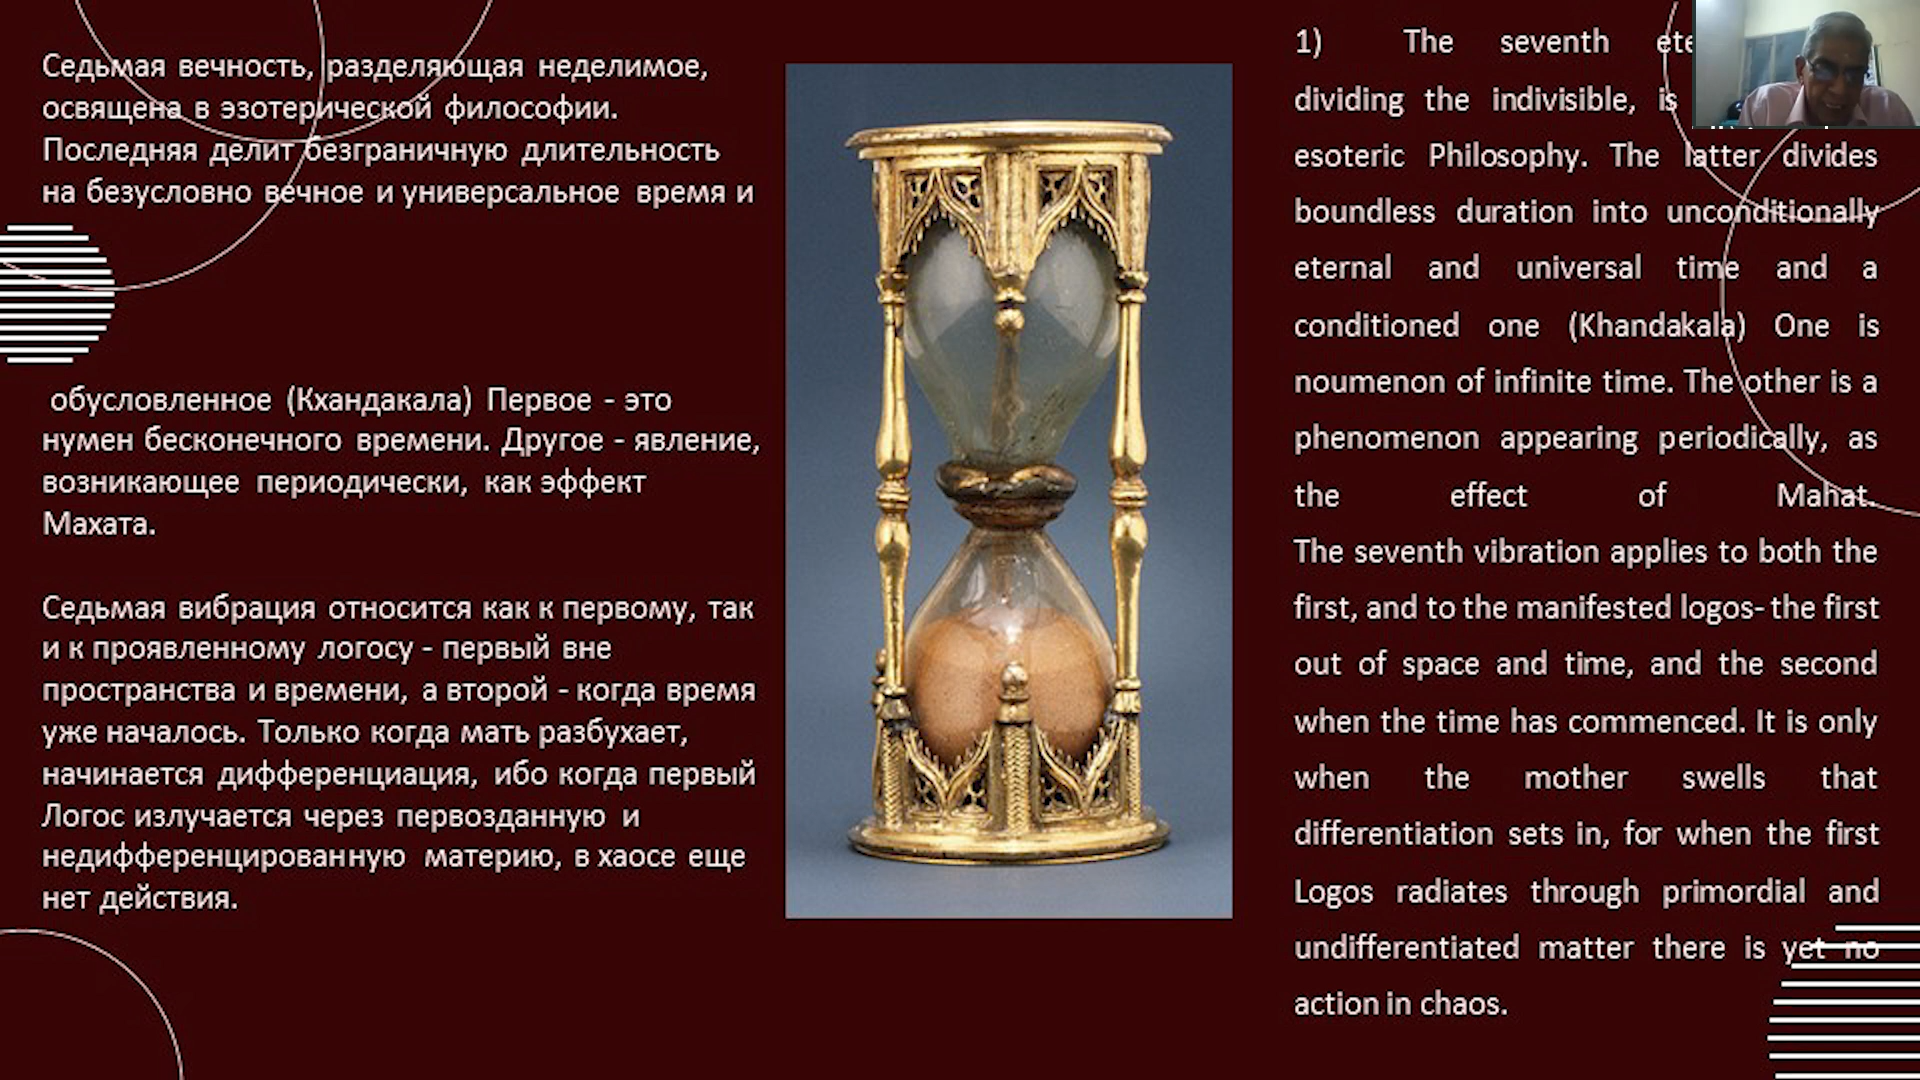 Седьмая вечность, разделяющая неделимое,
освящена в эзотерической философии.
Последняя делит безграничную длительность
на безусловно вечное и универсальное время и
обусловленное (Кхандакала) Первое - это
нумен бесконечного времени. Другое - явление,
возникающее периодически, как эффект
Махата.
Седьмая вибрация относится как к первому, так
и к проявленному логосу - первый вне
пространства и времени, а второй - когда время
уже началось. Только когда мать разбухает,
начинается дифференциация, ибо когда первый
Логос излучается через первозданную и
недифференцированную материю, в хаосе еще
нет действия.
1) The seventh
dividing the indivisible, is
esoteric Philosophy. The latter divides
boundless duration into unconditionally
eternal and universal time and a
conditioned one (Khandakala) One is
noumenon of infinite time. The other is a
phenomenon appearing periodically, as
the effect of Mahat.
The seventh vibration applies to both the
first, and to the manifested logos- the first
out of space and time, and the second
when the time has commenced. It is only
when the mother swells that
differentiation sets in, for when the first
Logos radiates through primordial and
undifferentiated matter there is yet no
action in chaos.